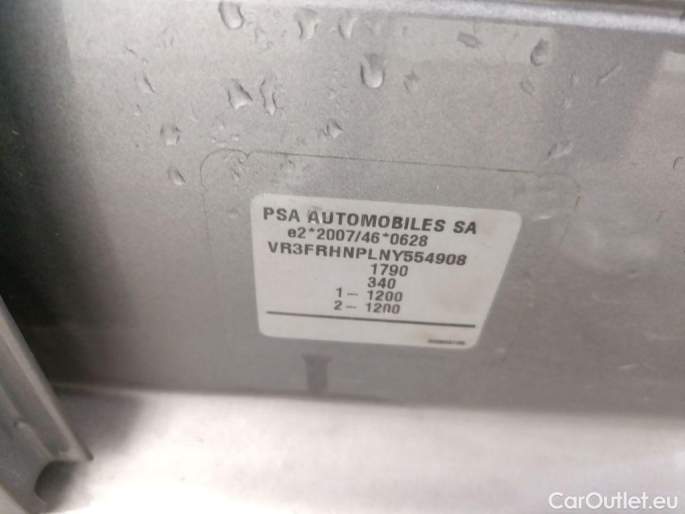 PSA AUTOMOBILES SA
e2*2007/46*0628
VR3FRHNPLNY554908
1790
340
1- 1200
2- 1200
CarOutlet.eu